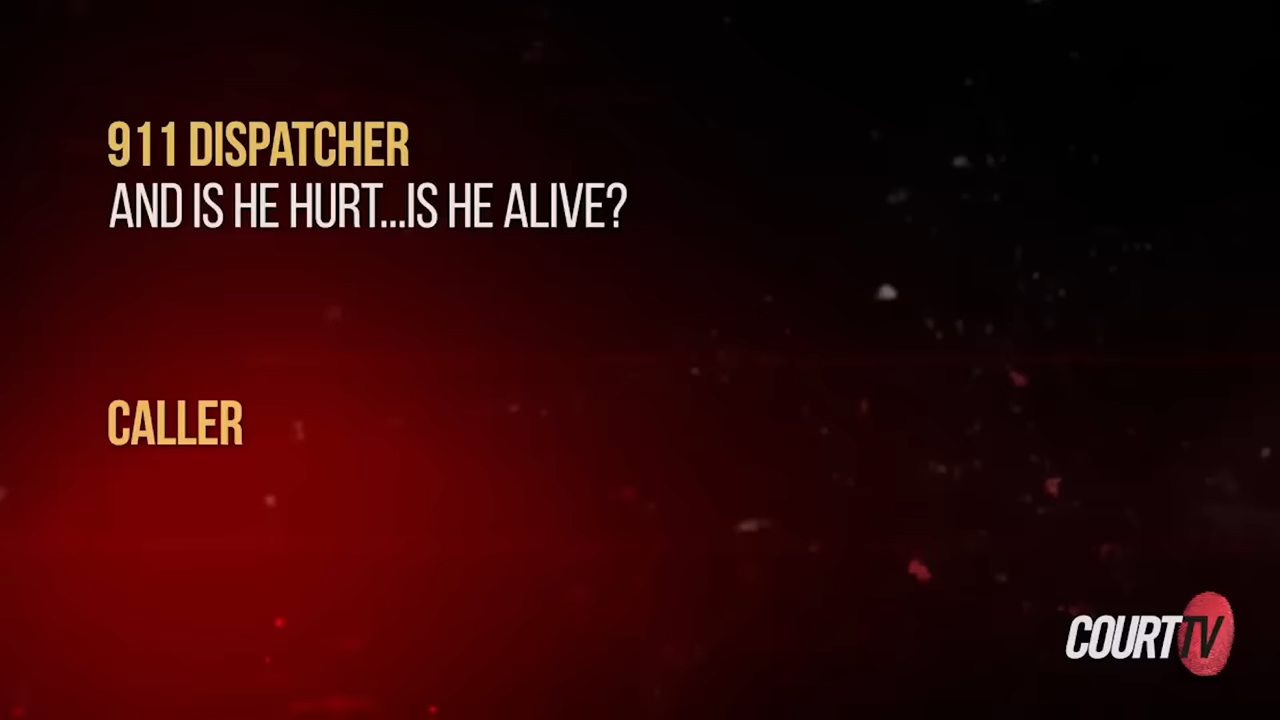 911 DISPATCHER
AND IS HE HURT...IS HE ALIVE?
CALLER
COURT TV